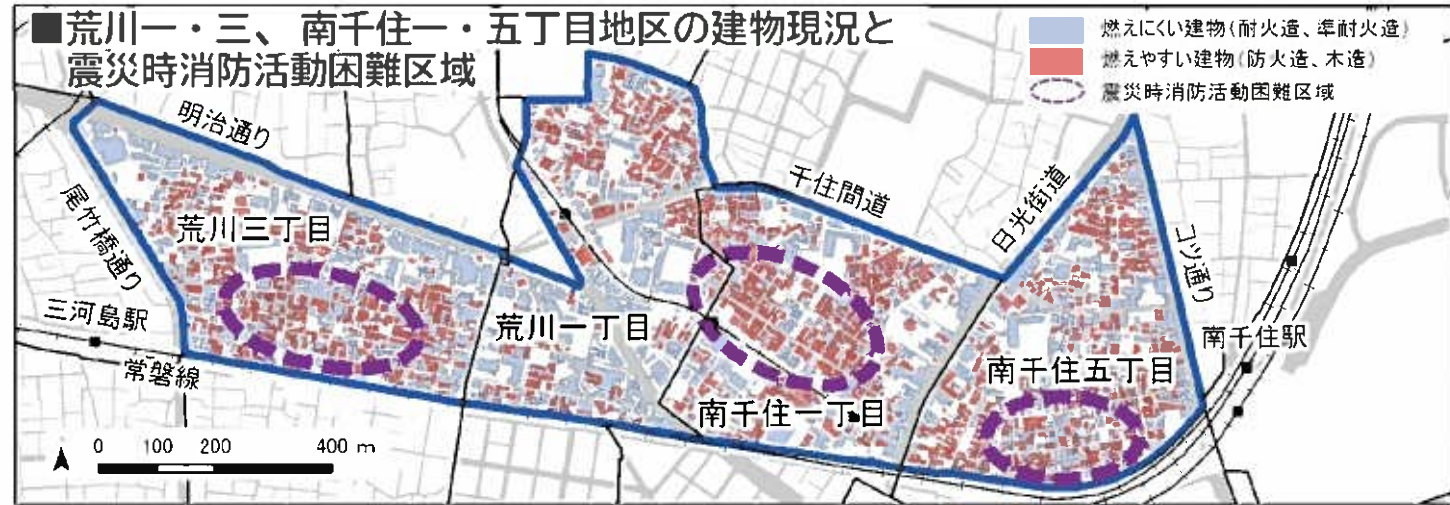 ■荒川一・三、南千住一・五丁目地区の建物現況と
震災時消防活動困難区域
燃えにくい建物(耐火造、準耐火造)
燃えやすい建物(防火造、木造)
震災時消防活動困難区域
明治通り
尾竹橋通り
荒川三丁目
三河島駅
常磐線
荒川一丁目
千住間道
日光街道
コツ通り
南千住駅
南千住五丁目
南千住一丁目
0 100 200 400 m